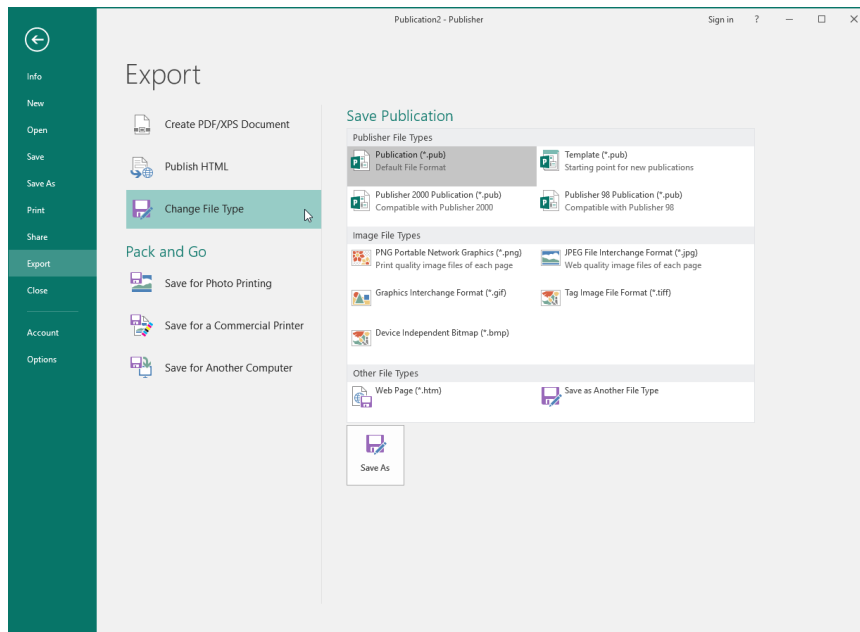 Publication2 - Publisher
Sign in ?
Info
New
Open
Save
Save As
Print
Share
Export
Close
Account
Options
Export
Create PDF/XPS Document
Publish HTML
Change File Type
Pack and Go
Save for Photo Printing
Save for a Commercial Printer
Save for Another Computer
Save Publication
Publisher File Types
Publication (*.pub)
Default File Format
Template (*.pub)
Starting point for new publications
Publisher 2000 Publication (*.pub)
Compatible with Publisher 2000
Publisher 98 Publication (*.pub)
Compatible with Publisher 98
Image File Types
PNG Portable Network Graphics (*.png)
Print quality image files of each page
JPEG File Interchange Format (*.jpg)
Web quality image files of each page
Graphics Interchange Format (*.gif)
Tag Image File Format (*.tiff)
Device Independent Bitmap (*.bmp)
Other File Types
Web Page (*.htm)
Save as Another File Type
Save As